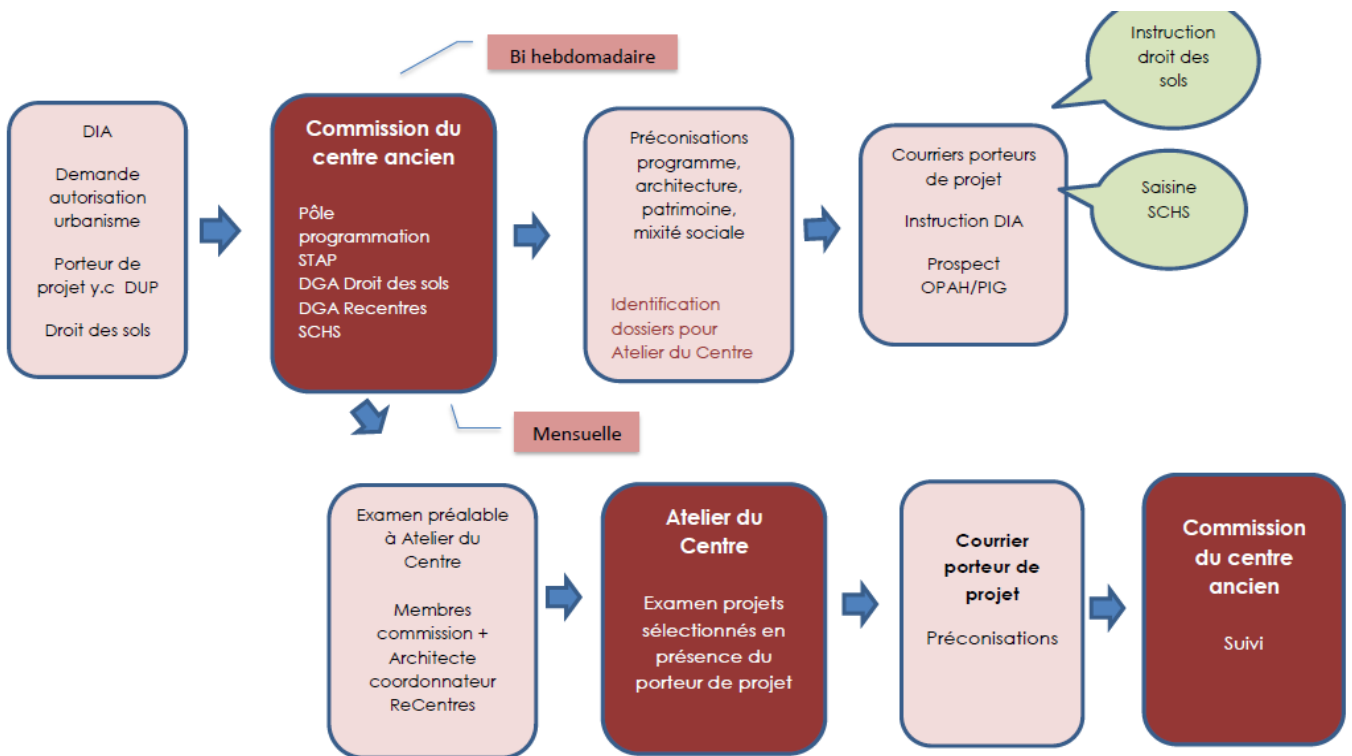 Bi hebdomadaire
Instruction
droit des
sols
DIA
Demande
autorisation
urbanisme
Porteur de
projet y.c DUP
Droit des sols
Commission du
centre ancien
Pôle
programmation
STAP
DGA Droit des sols
DGA Recentres
SCHS
Préconisations
programme,
architecture,
patrimoine,
mixité sociale
Identification
dossiers pour
Atelier du Centre
Courriers porteurs
de projet
Instruction DIA
Prospect
OPAH/PIG
Saisine
SCHS
Mensuelle
Examen préalable
à Atelier du
Centre
Membres
commission +
Architecte
coordonnateur
ReCentres
Atelier du
Centre
Examen projets
sélectionnés en
présence du
porteur de projet
Courrier
porteur de
projet
Préconisations
Commission
du centre
ancien
Suivi